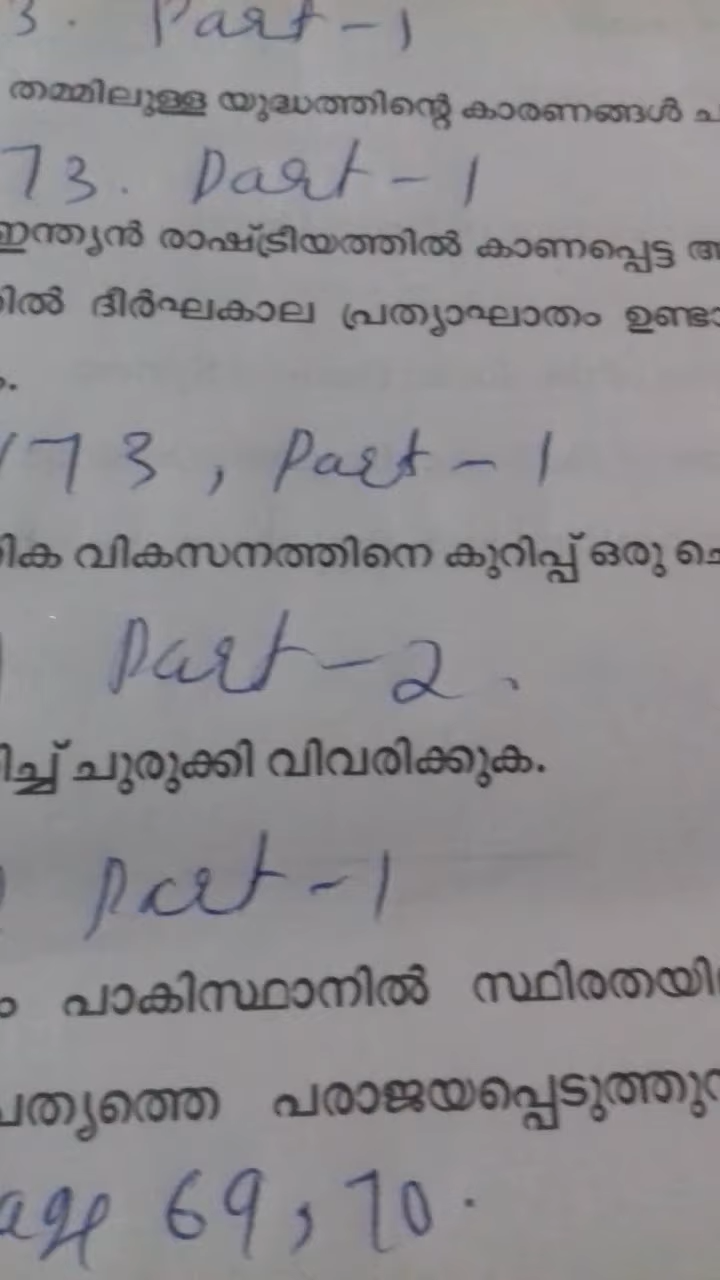 3. Part-1
തമ്മിലുള്ള യുദ്ധത്തിന്റെ കാരണങ്ങൾ
73. Part-1
ഇന്ത്യൻ രാഷ്ട്രീയത്തിൽ കാണപ്പെട്ട
ിൽ ദീർഘകാല പ്രത്യാഘാതം ഉണ്ടാ
173, Part-1
ിക വികസനത്തിനെ കുറിപ്പ് ഒരു ചെ
Part-2.
ിച്ച് ചുരുക്കി വിവരിക്കുക.
Part-1
ം പാകിസ്ഥാനിൽ സ്ഥിരതയി
പത്യത്തെ പരാജയപ്പെടുത്തു
age 69, 70.